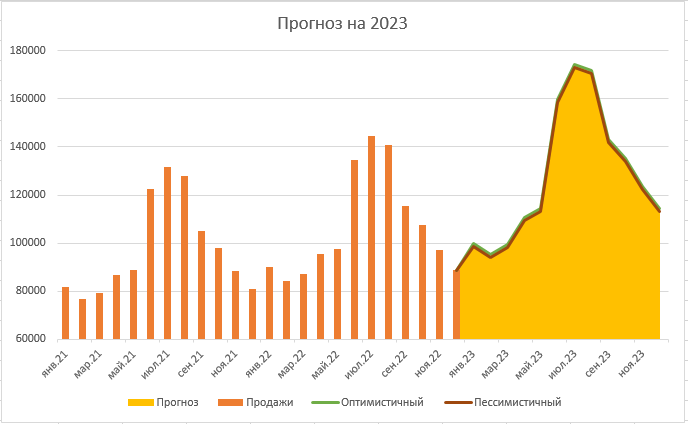 Прогноз на 2023
180000
160000
140000
120000
100000
80000
60000
янв.21
мар.21
май.21
июл.21
сен.21
ноя.21
янв.22
мар.22
май.22
июл.22
сен.22
ноя.22
янв.23
мар.23
май.23
июл.23
сен.23
ноя.23
Прогноз Продажи Оптимистичный Пессимистичный